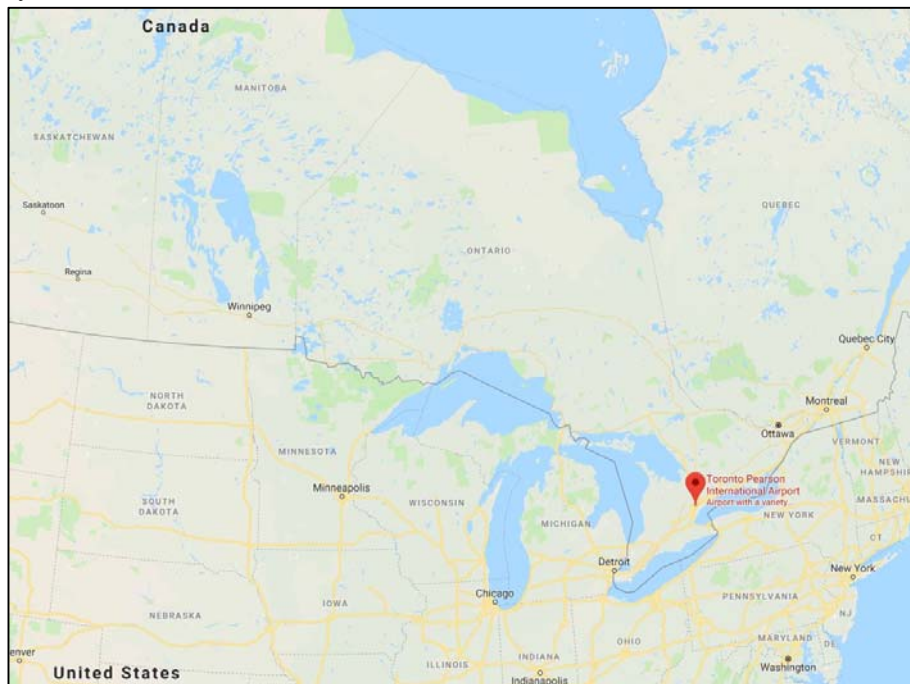 Canada
MANITOBA
SASKATCHEWAN
Saskatoon
QUEBEC
ONTARIO
Regina
Winnipeg
Quebec City
NORTH
DAKOTA
Montreal
Ottawa
MINNESOTA
VERMONT
NEW
HAMPSHIRE
Toronto Pearson
International Airport
Airport with a variety...
Minneapolis
SOUTH
DAKOTA
WISCONSIN
MASSACHU
MICHIGAN
NEW YORK
CT
Detroit
New York
Chicago
PENNSYLVANIA
IOWA
NEBRASKA
NJ
OHIO
MARYLAND
DE
enver
INDIANA
ILLINOIS
Washington
United States
Indianapolis